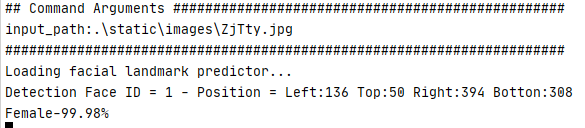 ## Command Arguments #################################################
input_path:.\static\images\ZjTty.jpg
######################################################################
Loading facial landmark predictor...
Detection Face ID = 1 - Position = Left:136 Top:50 Right:394 Botton:308
Female-99.98%